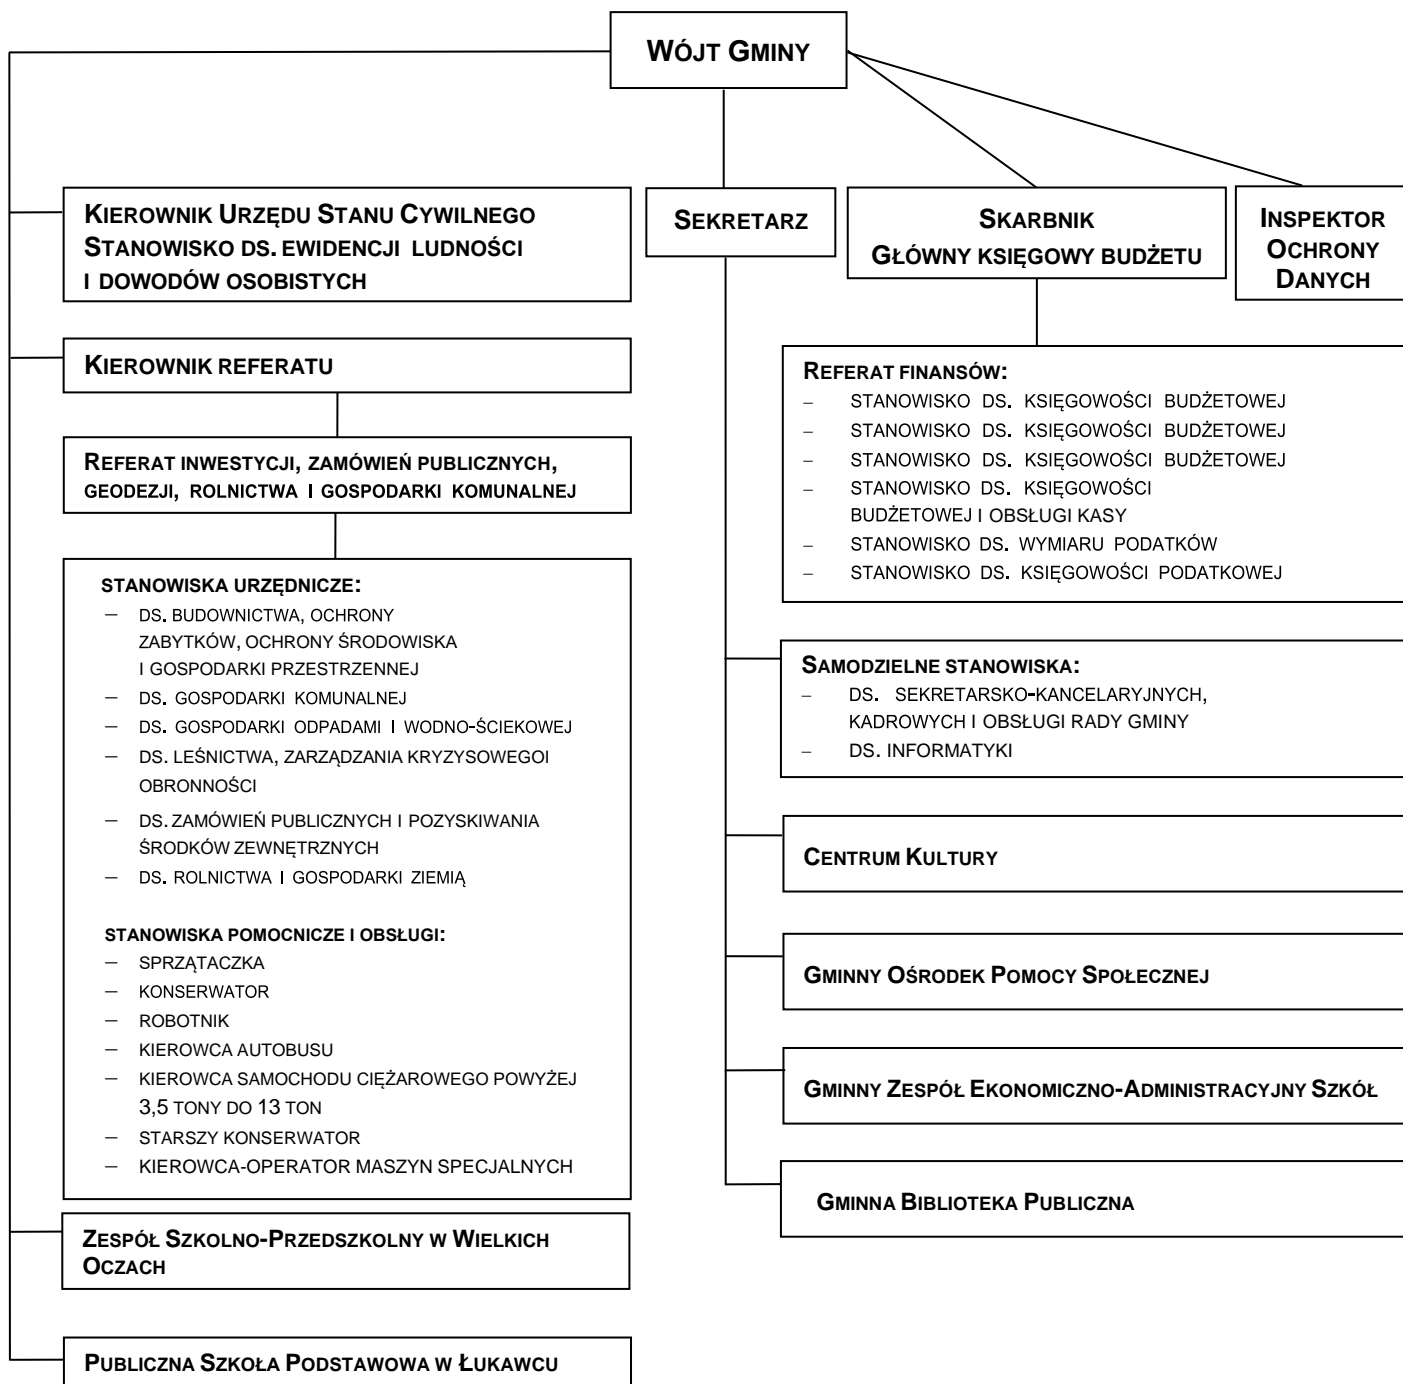 WÓJT GMINY
KIEROWNIK URZĘDU STANU CYWILNEGO
STANOWISKO DS. EWIDENCJI LUDNOŚCI
I DOWODÓW OSOBISTYCH
SEKRETARZ
SKARBNIK
GŁÓWNY KSIĘGOWY BUDŻETU
INSPEKTOR
OCHRONY
DANYCH
KIEROWNIK REFERATU
REFERAT INWESTYCJI, ZAMÓWIEŃ PUBLICZNYCH,
GEODEZJI, ROLNICTWA I GOSPODARKI KOMUNALNEJ
STANOWISKA URZĘDNICZE:
– DS. BUDOWNICTWA, OCHRONY
ZABYTKÓW, OCHRONY ŚRODOWISKA
I GOSPODARKI PRZESTRZENNEJ
– DS. GOSPODARKI KOMUNALNEJ
– DS. GOSPODARKI ODPADAMI I WODNO-ŚCIEKOWEJ
– DS. LEŚNICTWA, ZARZĄDZANIA KRYZYSOWEGOI
OBRONNOŚCI
– DS. ZAMÓWIEŃ PUBLICZNYCH I POZYSKIWANIA
ŚRODKÓW ZEWNĘTRZNYCH
– DS. ROLNICTWA I GOSPODARKI ZIEMIĄ
STANOWISKA POMOCNICZE I OBSŁUGI:
– SPRZĄTACZKA
– KONSERWATOR
– ROBOTNIK
– KIEROWCA AUTOBUSU
– KIEROWCA SAMOCHODU CIĘŻAROWEGO POWYŻEJ
3,5 TONY DO 13 TON
– STARSZY KONSERWATOR
– KIEROWCA-OPERATOR MASZYN SPECJALNYCH
ZESPÓŁ SZKOLNO-PRZEDSZKOLNY W WIELKICH
OCZACH
PUBLICZNA SZKOŁA PODSTAWOWA W ŁUKAWCU
REFERAT FINANSÓW:
– STANOWISKO DS. KSIĘGOWOŚCI BUDŻETOWEJ
– STANOWISKO DS. KSIĘGOWOŚCI BUDŻETOWEJ
– STANOWISKO DS. KSIĘGOWOŚCI BUDŻETOWEJ
– STANOWISKO DS. KSIĘGOWOŚCI
BUDŻETOWEJ I OBSŁUGI KASY
– STANOWISKO DS. WYMIARU PODATKÓW
– STANOWISKO DS. KSIĘGOWOŚCI PODATKOWEJ
SAMODZIELNE STANOWISKA:
– DS. SEKRETARSKO-KANCELARYJNYCH,
KADROWYCH I OBSŁUGI RADY GMINY
– DS. INFORMATYKI
CENTRUM KULTURY
GMINNY OŚRODEK POMOCY SPOŁECZNEJ
GMINNY ZESPÓŁ EKONOMICZNO-ADMINISTRACYJNY SZKÓŁ
GMINNA BIBLIOTEKA PUBLICZNA